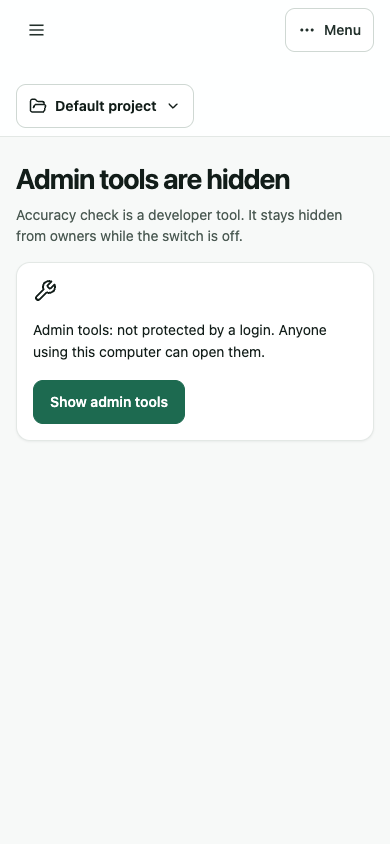 Menu
Default project
Admin tools are hidden
Accuracy check is a developer tool. It stays hidden
from owners while the switch is off.
Admin tools: not protected by a login. Anyone
using this computer can open them.
Show admin tools